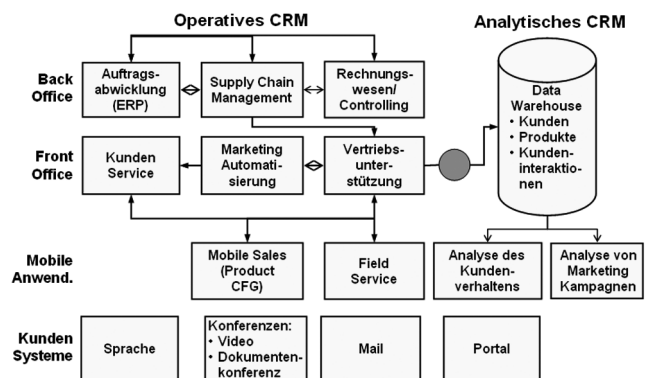 Operatives CRM
Analytisches CRM
Back
Office
Auftrags-
abwicklung
(ERP)
Supply Chain
Management
Rechnungs-
wesen/
Controlling
Data
Warehouse
• Kunden
• Produkte
• Kunden-
interaktio-
nen
Front
Office
Kunden
Service
Marketing
Automati-
sierung
Vertriebs-
unter-
stützung
Mobile
Anwend.
Mobile Sales
(Product
CFG)
Field
Service
Analyse des
Kunden-
verhaltens
Analyse von
Marketing
Kampagnen
Kunden
Systeme
Sprache
Konferenzen:
• Video
• Dokumenten-
konferenz
Mail
Portal